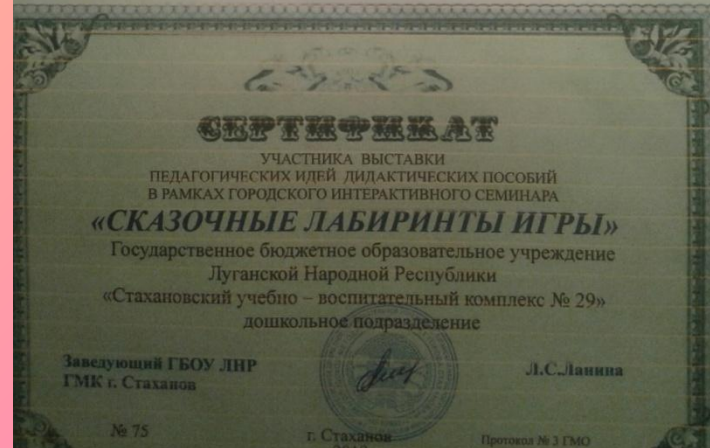 СЕРТИФИКАТ
УЧАСТНИКА ВЫСТАВКИ
ПЕДАГОГИЧЕСКИХ ИДЕЙ ДИДАКТИЧЕСКИХ ПОСОБИЙ
В РАМКАХ ГОРОДСКОГО ИНТЕРАКТИВНОГО СЕМИНАРА
«СКАЗОЧНЫЕ ЛАБИРИНТЫ ИГРЫ»
Государственное бюджетное образовательное учреждение
Луганской Народной Республики
«Стахановский учебно – воспитательный комплекс № 29»
дошкольное подразделение
Заведующий ГБОУ ЛНР
ГМК г. Стаханов
Л.С.Ланина
№ 75
г. Стаханов
Протокол № 3 ГМО